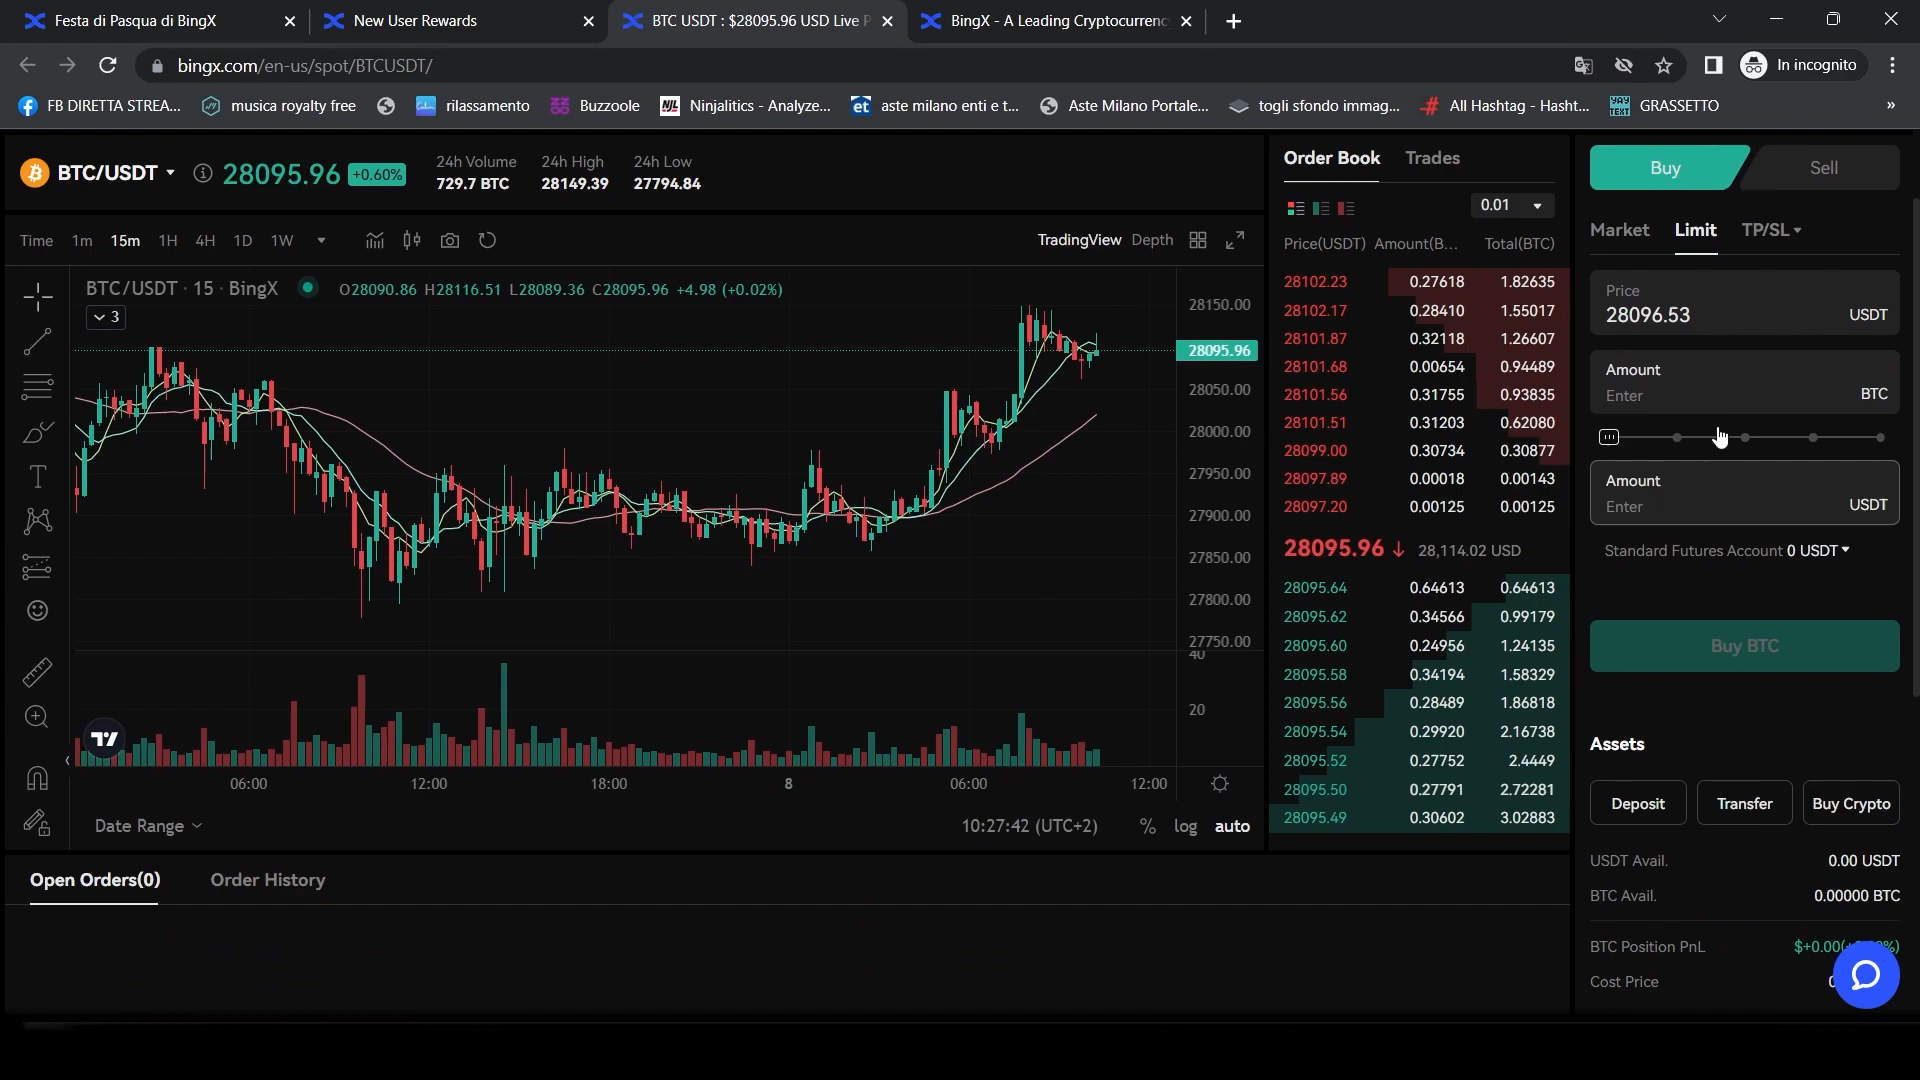 Festa di Pasqua di BingX
New User Rewards
BTC USDT : $28095.96 USD Live P
BingX - A Leading Cryptocurrenc
bingx.com/en-us/spot/BTCUSDT/
In incognito
FB DIRETTA STREA...
musica royalty free
rilassamento
Buzzoole
NJL Ninjalitics - Analyze...
et aste milano enti e t...
Aste Milano Portale...
togli sfondo immag...
# All Hashtag - Hasht...
YAY TEXT GRASSETTO
»
BTC/USDT 28095.96 +0.60%
24h Volume 24h High 24h Low
729.7 BTC 28149.39 27794.84
Time 1m 15m 1H 4H 1D 1W
TradingView Depth
BTC/USDT · 15 · BingX O28090.86 H28116.51 L28089.36 C28095.96 +4.98 (+0.02%)
3
28150.00
28095.96
28050.00
28000.00
27950.00
27900.00
27850.00
27800.00
27750.00
40
20
06:00 12:00 18:00 8 06:00 12:00
Date Range 10:27:42 (UTC+2) % log auto
Open Orders(0) Order History
Order Book Trades
0.01
Price(USDT) Amount(B... Total(BTC)
28102.23 0.27618 1.82635
28102.17 0.28410 1.55017
28101.87 0.32118 1.26607
28101.68 0.00654 0.94489
28101.56 0.31755 0.93835
28101.51 0.31203 0.62080
28099.00 0.30734 0.30877
28097.89 0.00018 0.00143
28097.20 0.00125 0.00125
28095.96 ↓ 28,114.02 USD
28095.64 0.64613 0.64613
28095.62 0.34566 0.99179
28095.60 0.24956 1.24135
28095.58 0.34194 1.58329
28095.56 0.28489 1.86818
28095.54 0.29920 2.16738
28095.52 0.27752 2.4449
28095.50 0.27791 2.72281
28095.49 0.30602 3.02883
Buy Sell
Market Limit TP/SL
Price
28096.53 USDT
Amount
Enter BTC
Amount
Enter USDT
Standard Futures Account 0 USDT
Buy BTC
Assets
Deposit Transfer Buy Crypto
USDT Avail. 0.00 USDT
BTC Avail. 0.00000 BTC
BTC Position PnL $+0.00(
Cost Price